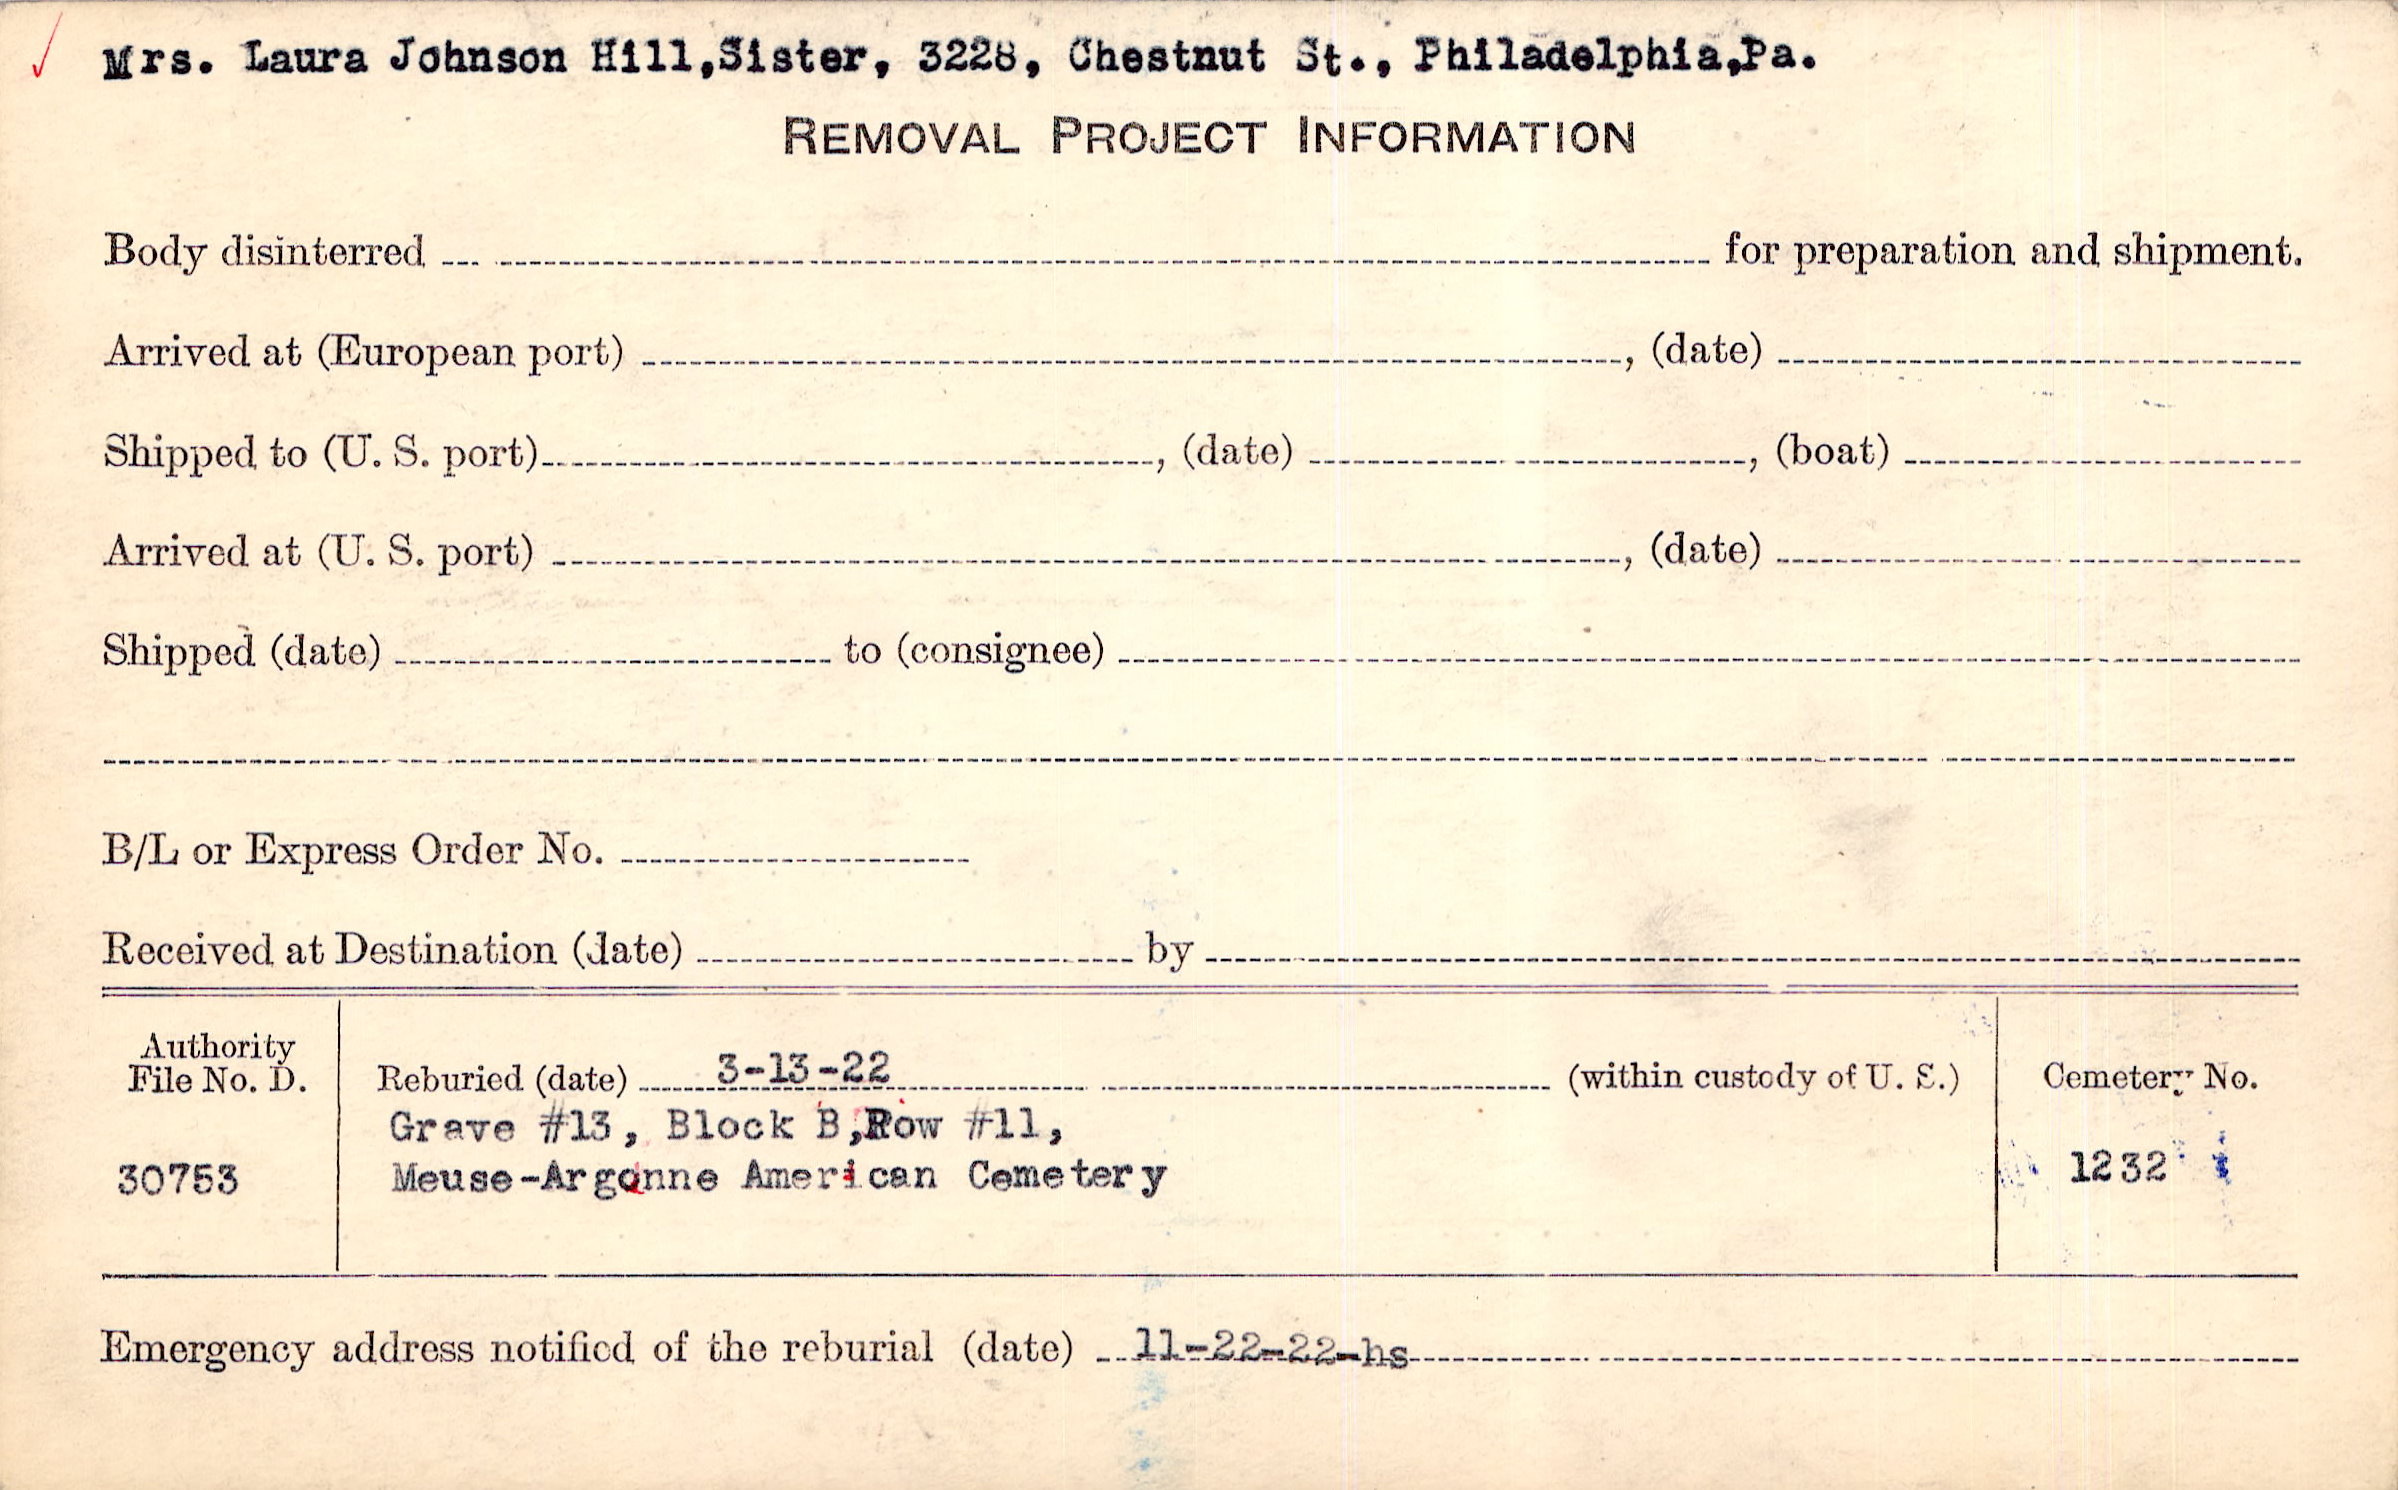 Mrs. Laura Johnson Hill,Sister, 3228, Chestnut St., Philadelphia,Pa.
REMOVAL PROJECT INFORMATION
Body disinterred for preparation and shipment.
Arrived at (European port) , (date)
Shipped to (U. S. port) , (date) , (boat)
Arrived at (U. S. port) , (date)
Shipped (date) to (consignee)
B/L or Express Order No.
Received at Destination (date) by
Authority
File No. D.
30753
Reburied (date) 3-13-22 (within custody of U. S.)
Grave #13, Block B,Row #11,
Meuse-Argonne American Cemetery
Cemetery No.
1232
Emergency address notified of the reburial (date) 11-22-22-hs